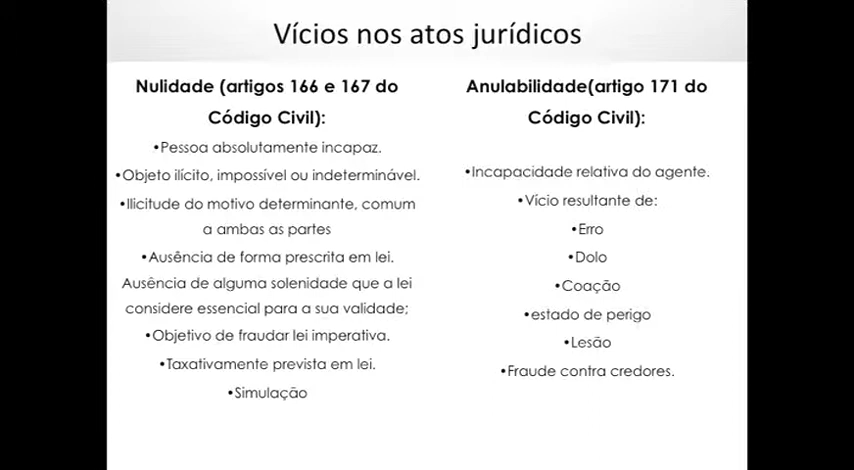 Vícios nos atos jurídicos
Nulidade (artigos 166 e 167 do
Código Civil):
•Pessoa absolutamente incapaz.
•Objeto ilícito, impossível ou indeterminável.
•Ilicitude do motivo determinante, comum
a ambas as partes
•Ausência de forma prescrita em lei.
Ausência de alguma solenidade que a lei
considere essencial para a sua validade;
•Objetivo de fraudar lei imperativa.
•Taxativamente prevista em lei.
•Simulação
Anulabilidade(artigo 171 do
Código Civil):
•Incapacidade relativa do agente.
•Vício resultante de:
•Erro
•Dolo
•Coação
•estado de perigo
•Lesão
•Fraude contra credores.